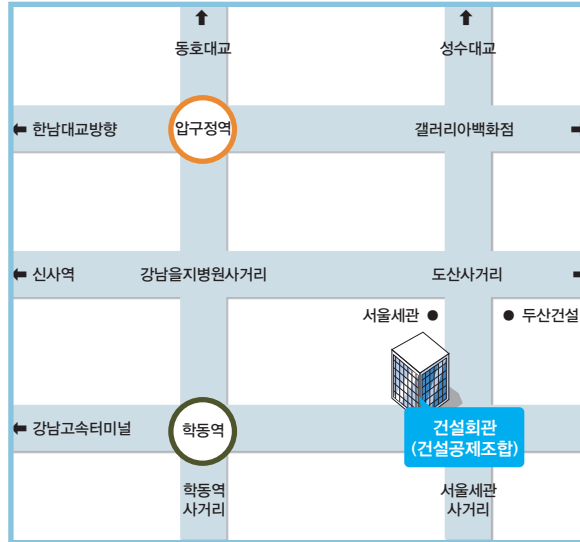 동호대교
성수대교
한남대교방향
압구정역
갤러리아백화점
신사역
강남을지병원사거리
도산사거리
서울세관
두산건설
강남고속터미널
학동역
건설회관
(건설공제조합)
학동역
사거리
서울세관
사거리